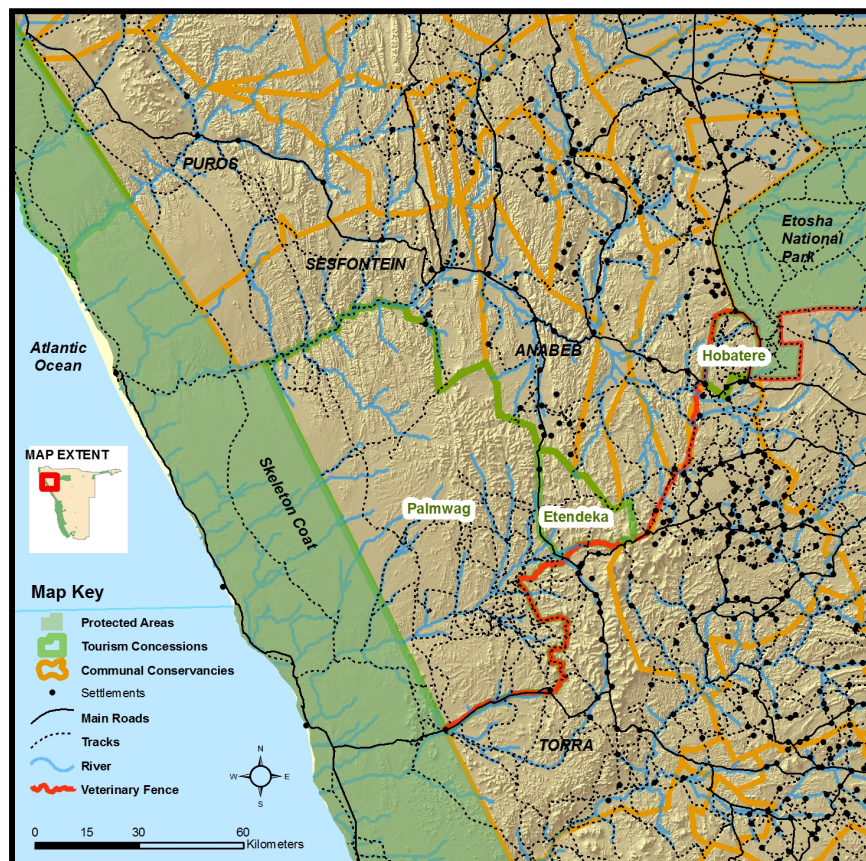 PUROS
Etosha
National
Park
SESFONTEIN
Atlantic
Ocean
ANABEB
Hobatere
MAP EXTENT
Skeleton Coat
Palmwag
Etendeka
Map Key
Protected Areas
Tourism Concessions
Communal Conservancies
Settlements
Main Roads
Tracks
River
Veterinary Fence
TORRA
N
W
E
S
0 15 30 60
Kilometers